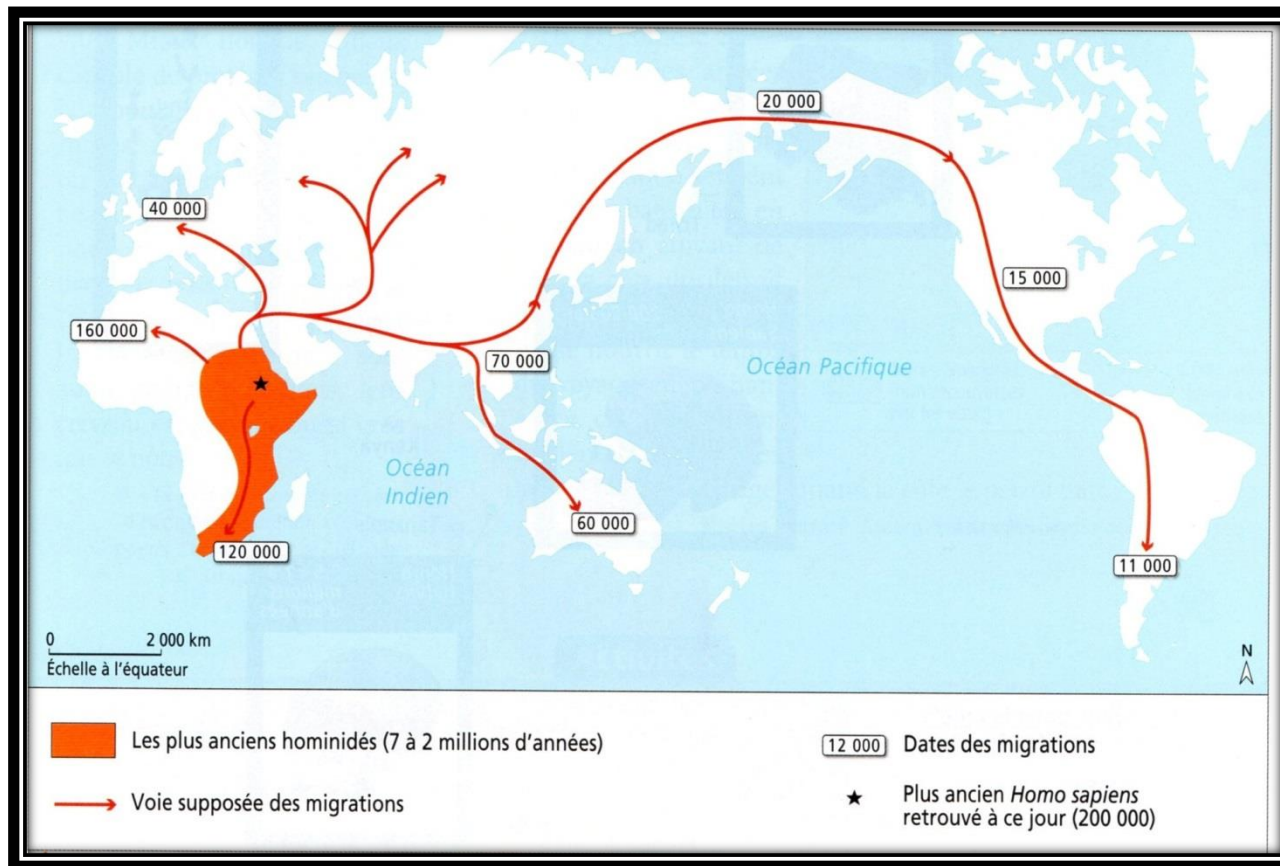 20 000
40 000
15 000
160 000
70 000
Océan Pacifique
Océan
Indien
60 000
120 000
11 000
0 2 000 km
Échelle à l'équateur
N
Les plus anciens hominidés (7 à 2 millions d'années)
Voie supposée des migrations
12 000 Dates des migrations
Plus ancien Homo sapiens
retrouvé à ce jour (200 000)